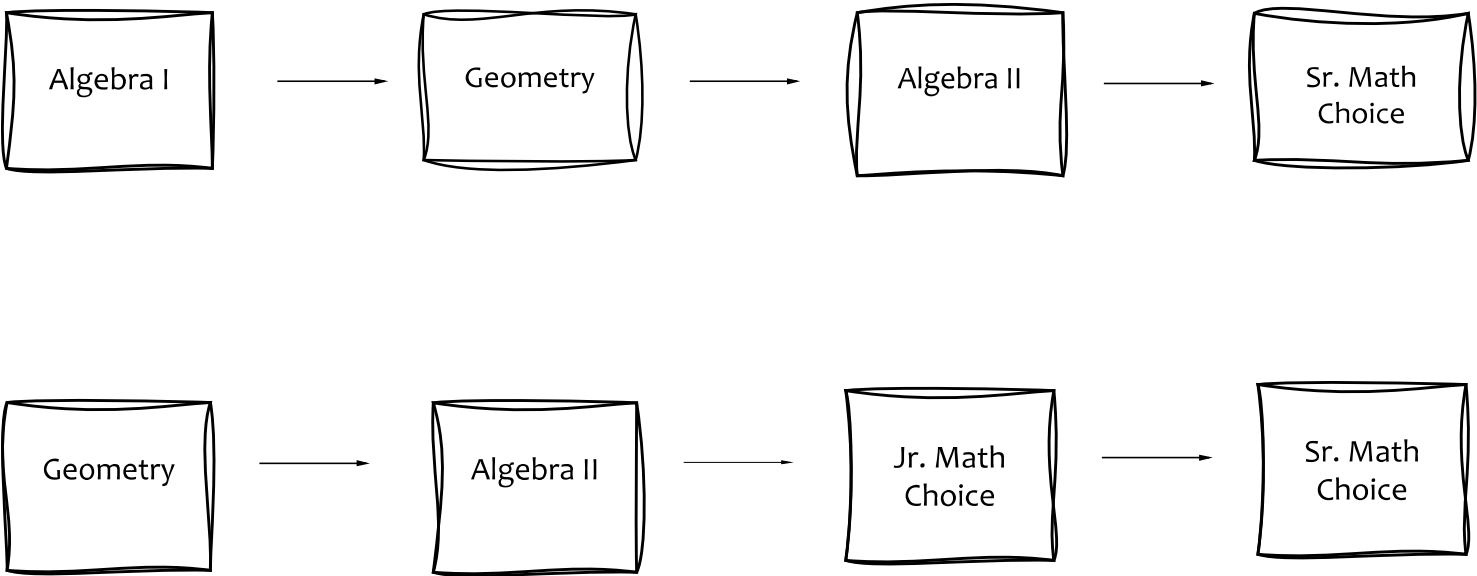 Algebra I
Geometry
Algebra II
Sr. Math
Choice
Geometry
Algebra II
Jr. Math
Choice
Sr. Math
Choice